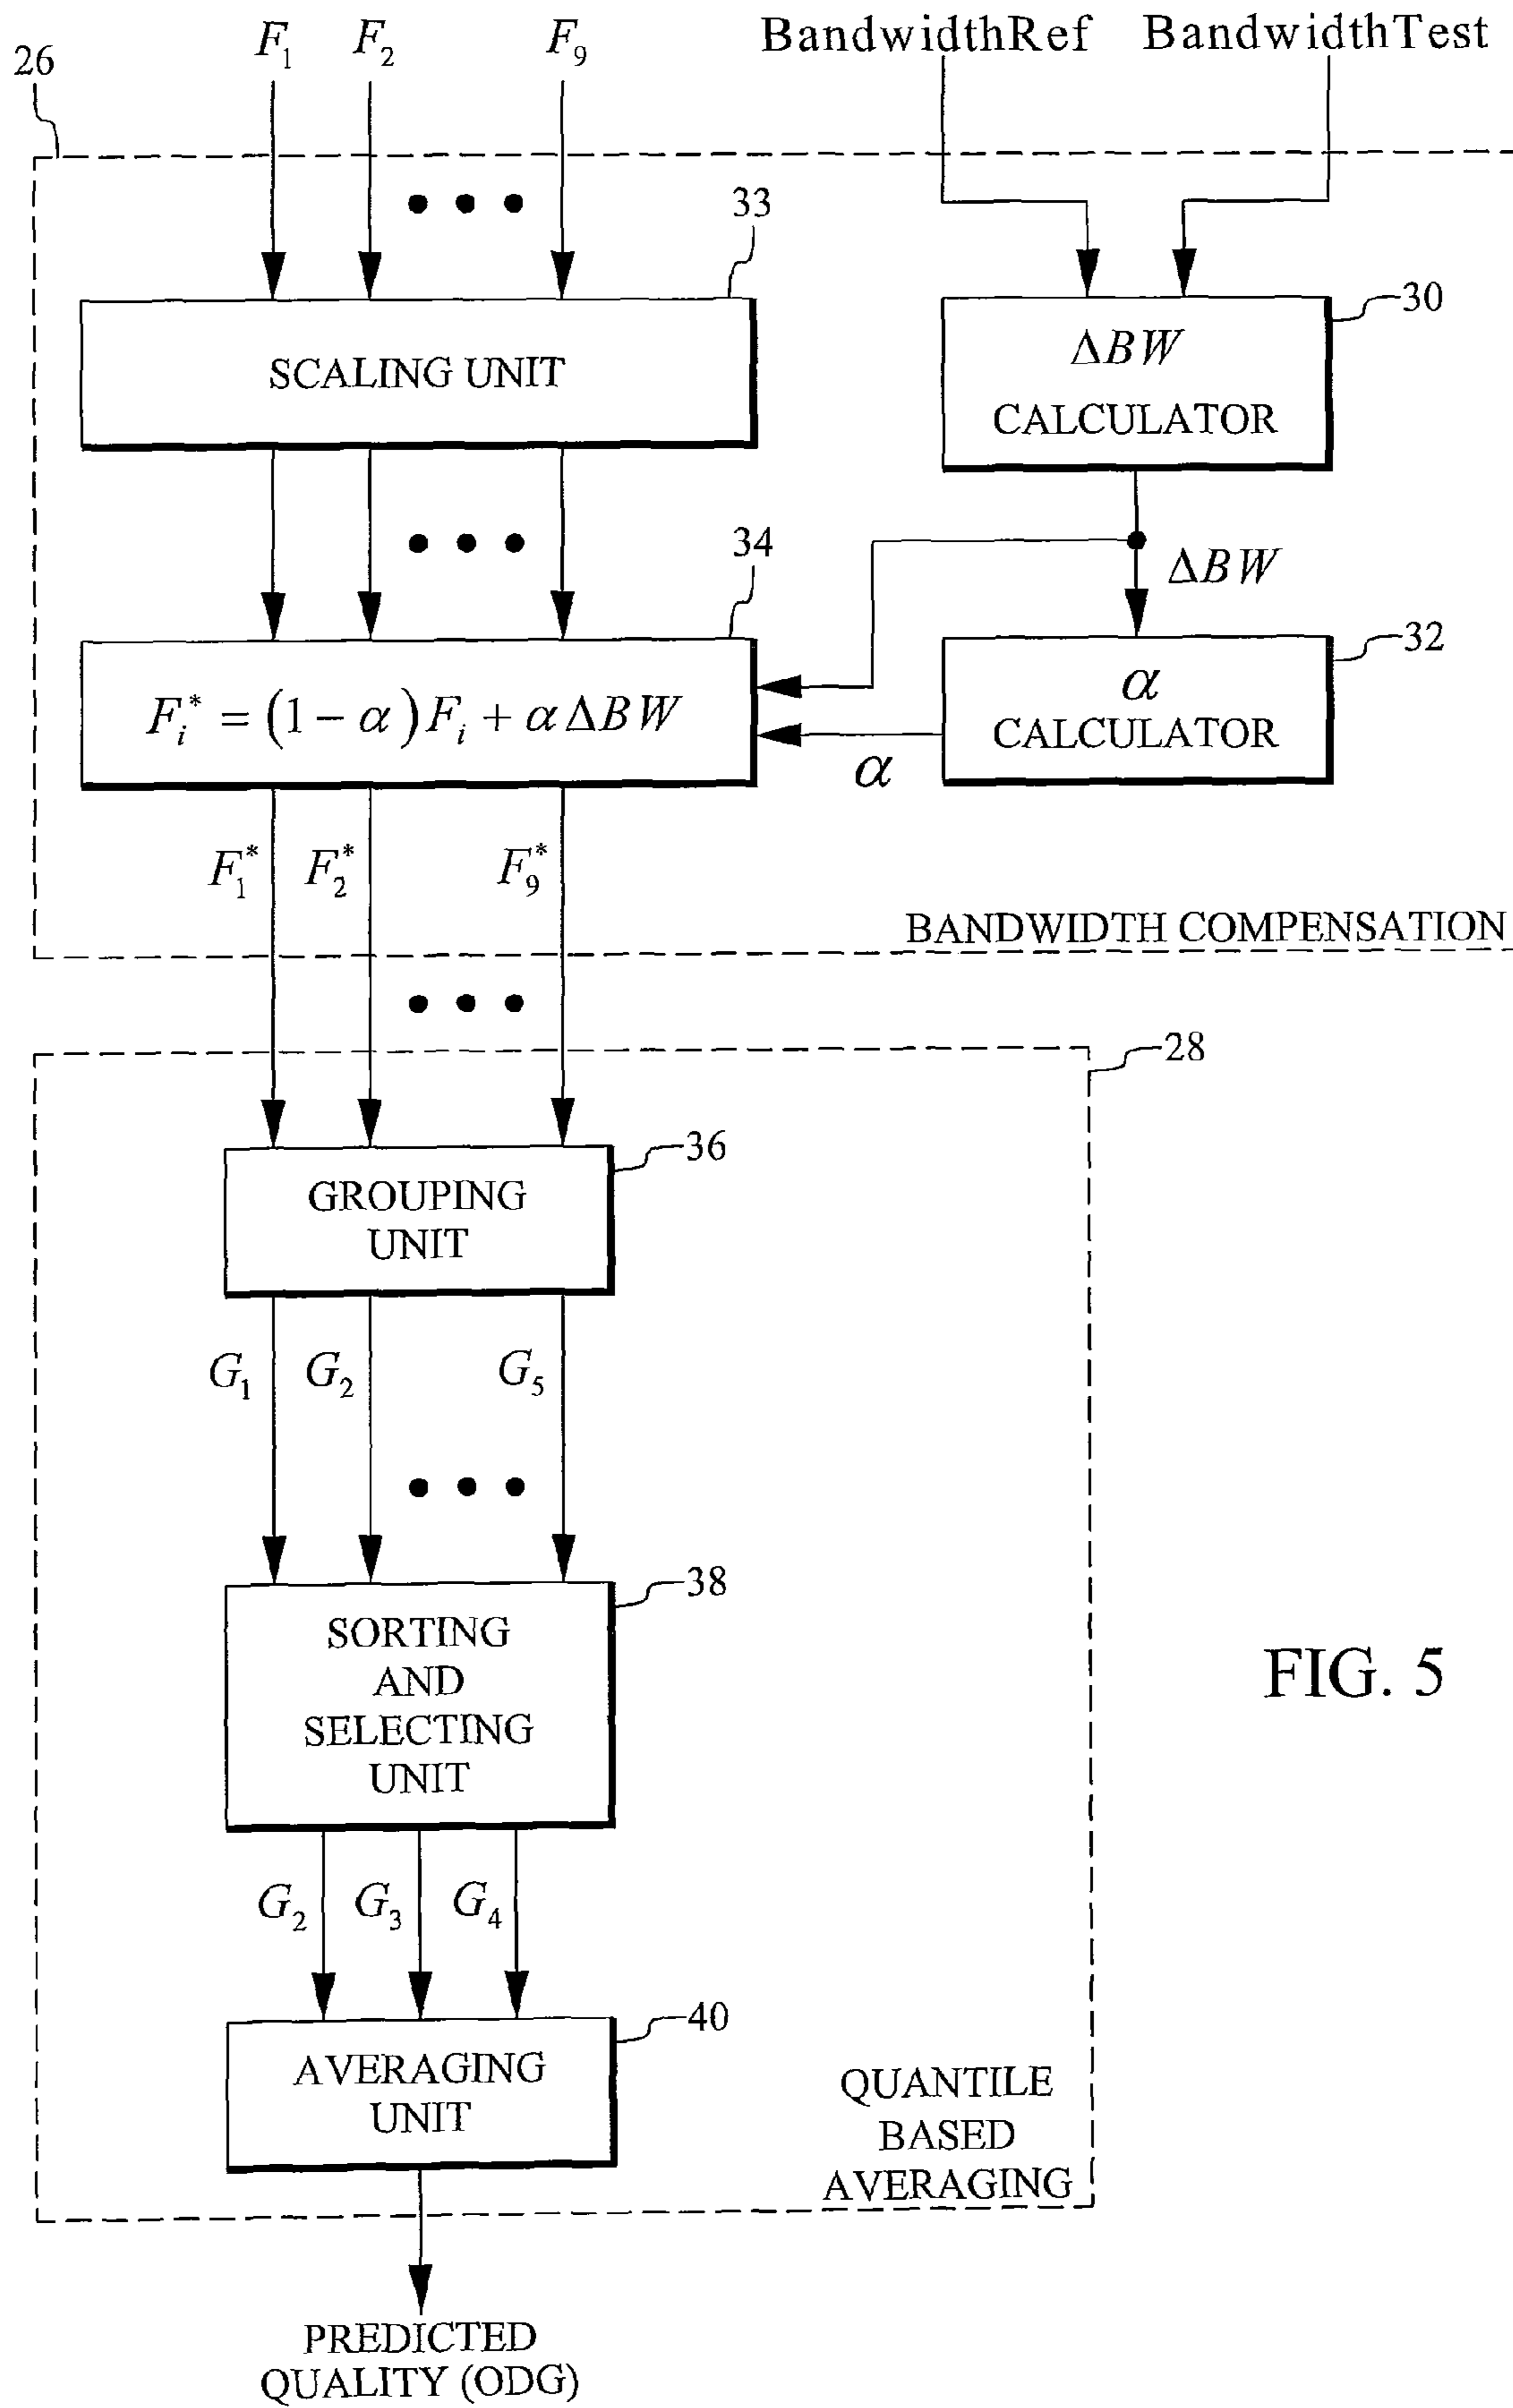 F₁ F₂ F₉ BandwidthRef BandwidthTest
26
33
30
SCALING UNIT
ΔBW
CALCULATOR
34
ΔBW
32
Fᵢ* = (1 − α)Fᵢ + αΔBW
α
CALCULATOR
α
F₁* F₂* F₉*
BANDWIDTH COMPENSATION
28
36
GROUPING
UNIT
G₁ G₂ G₅
38
SORTING
AND
SELECTING
UNIT
FIG. 5
G₂ G₃ G₄
40
AVERAGING
UNIT
QUANTILE
BASED
AVERAGING
PREDICTED
QUALITY (ODG)